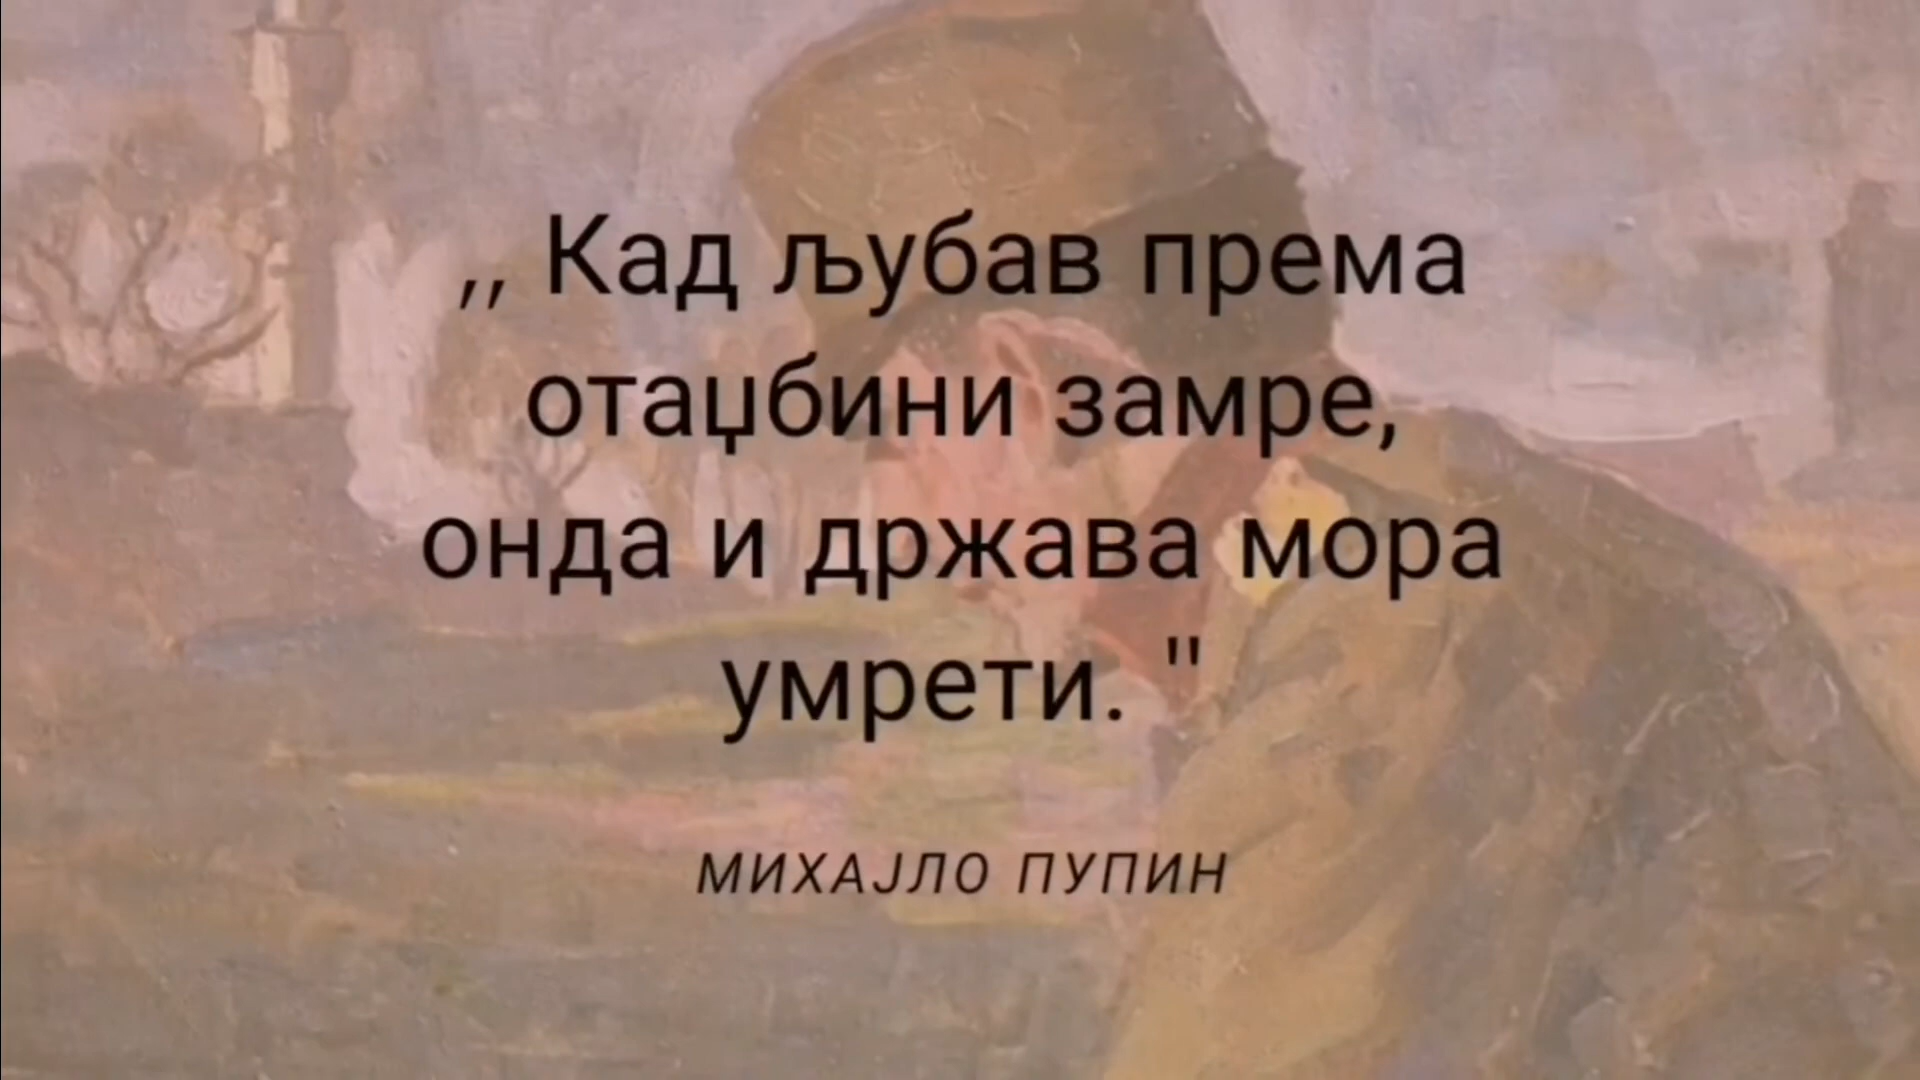 ,, Кад љубав према
отаџбини замре,
онда и држава мора
умрети. "
МИХАЈЛО ПУПИН